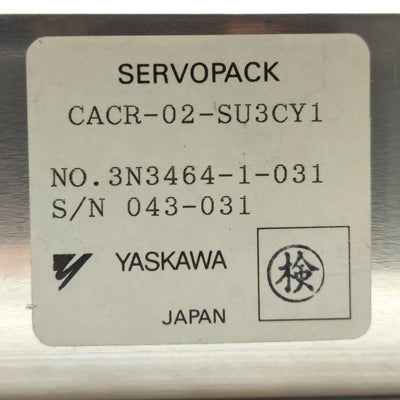 SERVOPACK
CACR-02-SU3CY1
NO.3N3464-1-031
S/N 043-031
YASKAWA
検
JAPAN